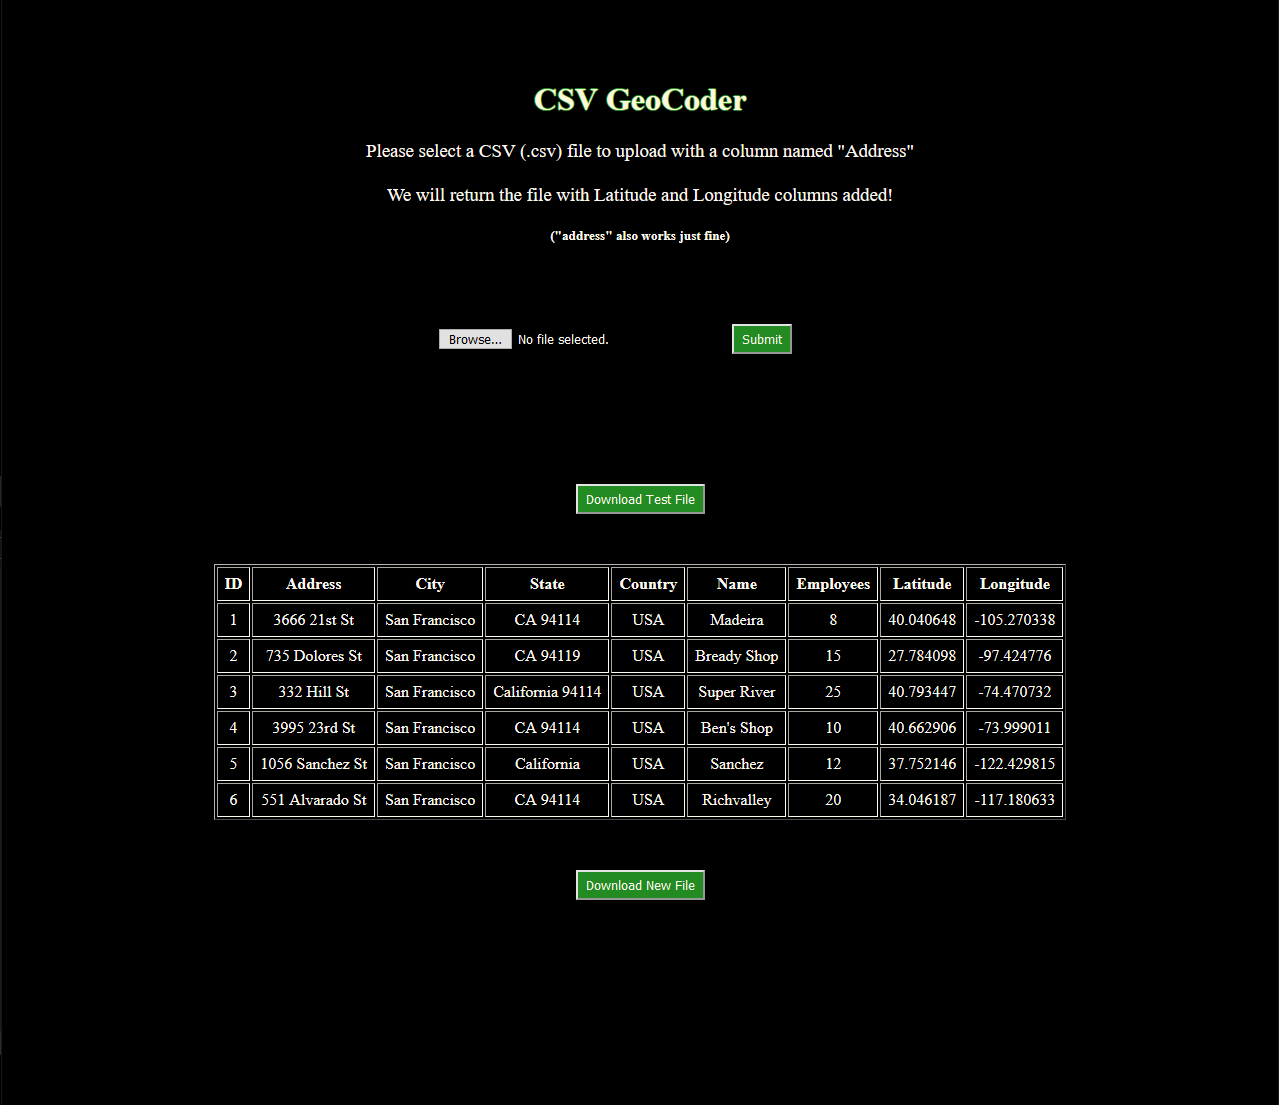 CSV GeoCoder
Please select a CSV (.csv) file to upload with a column named "Address"
We will return the file with Latitude and Longitude columns added!
("address" also works just fine)
Browse... No file selected. Submit
Download Test File
ID Address City State Country Name Employees Latitude Longitude
1 3666 21st St San Francisco CA 94114 USA Madeira 8 40.040648 -105.270338
2 735 Dolores St San Francisco CA 94119 USA Bready Shop 15 27.784098 -97.424776
3 332 Hill St San Francisco California 94114 USA Super River 25 40.793447 -74.470732
4 3995 23rd St San Francisco CA 94114 USA Ben's Shop 10 40.662906 -73.999011
5 1056 Sanchez St San Francisco California USA Sanchez 12 37.752146 -122.429815
6 551 Alvarado St San Francisco CA 94114 USA Richvalley 20 34.046187 -117.180633
Download New File